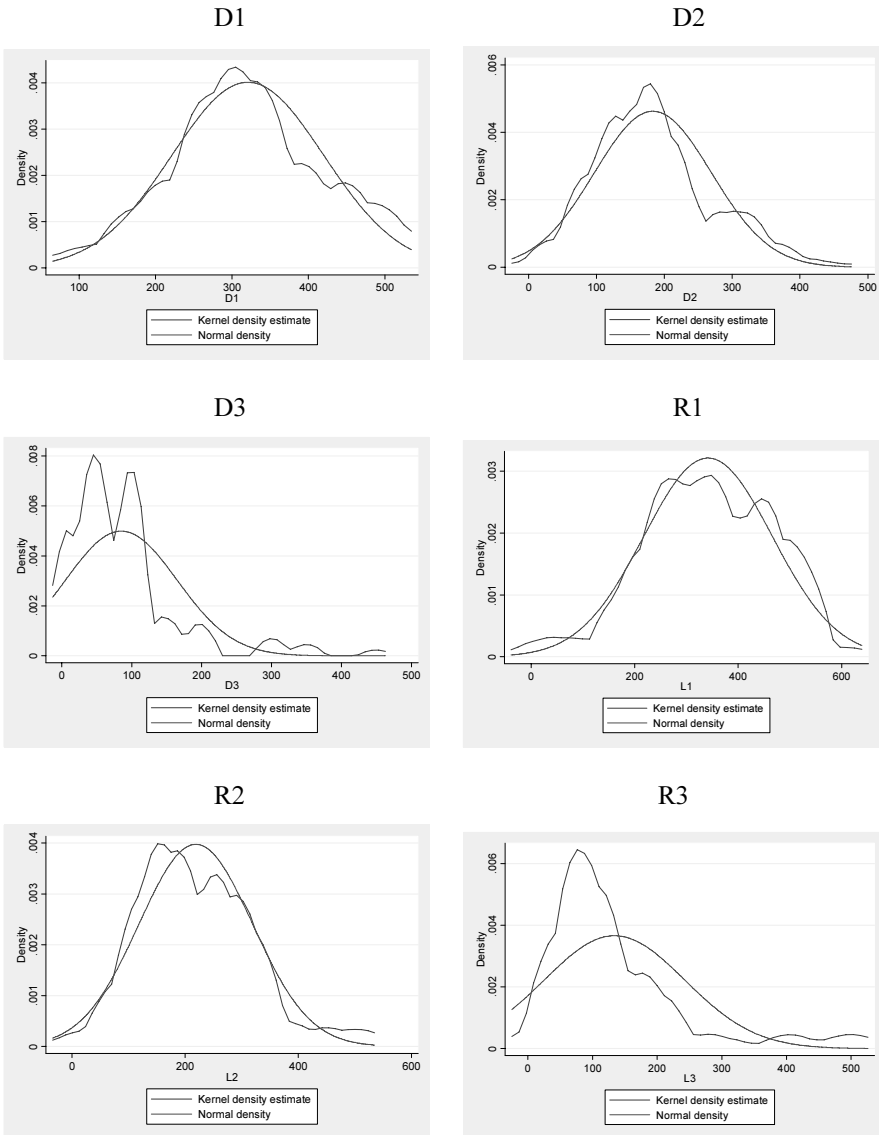 D1
D2
Density
0
.001
.002
.003
.004
100
200
300
400
500
D1
Kernel density estimate
Normal density
Density
0
.002
.004
.006
0
100
200
300
400
500
D2
Kernel density estimate
Normal density
D3
R1
Density
0
.002
.004
.006
.008
0
100
200
300
400
500
D3
Kernel density estimate
Normal density
Density
0
.001
.002
.003
0
200
400
600
L1
Kernel density estimate
Normal density
R2
R3
Density
0
.001
.002
.003
.004
0
200
400
600
L2
Kernel density estimate
Normal density
Density
0
.002
.004
.006
0
100
200
300
400
500
L3
Kernel density estimate
Normal density